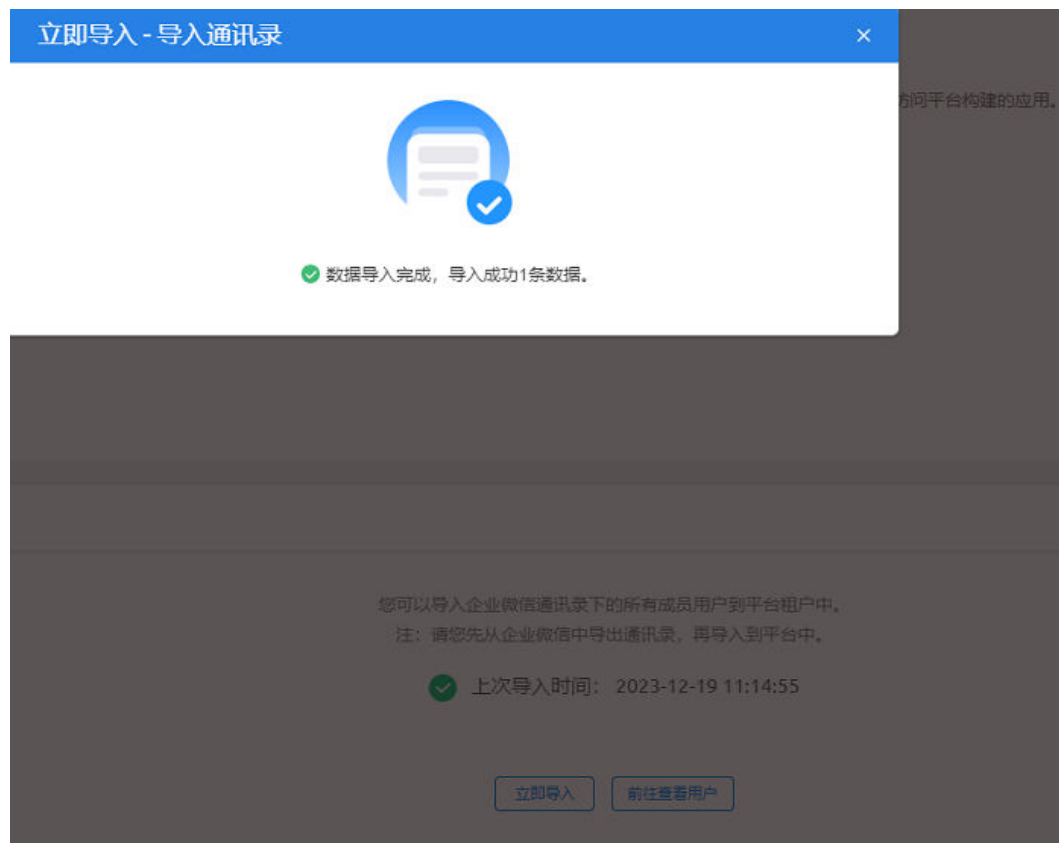 立即导入 - 导入通讯录
访问平台构建的应用。
数据导入完成，导入成功1条数据。
您可以导入企业微信通讯录下的所有成员用户到平台租户中。
注：请您先从企业微信中导出通讯录，再导入到平台中。
上次导入时间： 2023-12-19 11:14:55
立即导入
前往查看用户